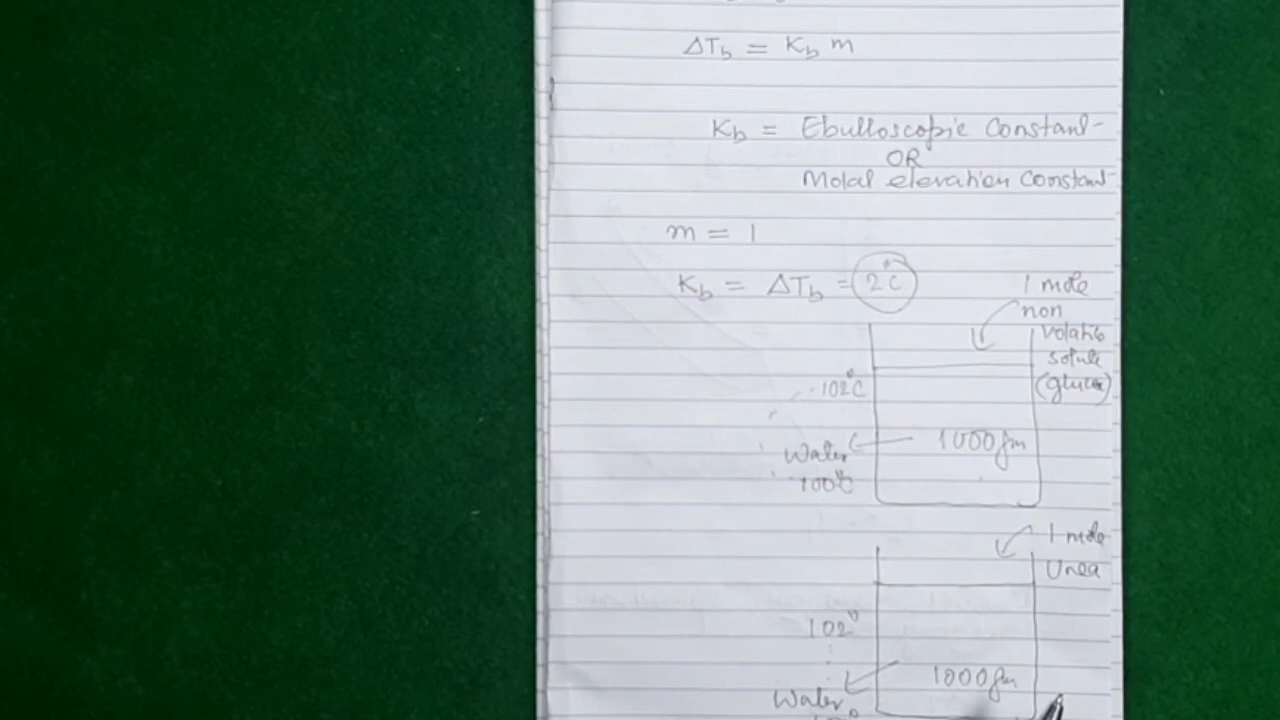 ΔTb = Kb m
Kb = Ebulloscopic Constant
OR
Molal elevation Constant
m = 1
Kb = ΔTb = 2°C
1 mole
non
volatile
solute
(glucose)
102°C
1000 gm
Water
100°C
1 mole
Urea
102°
1000 gm
Water